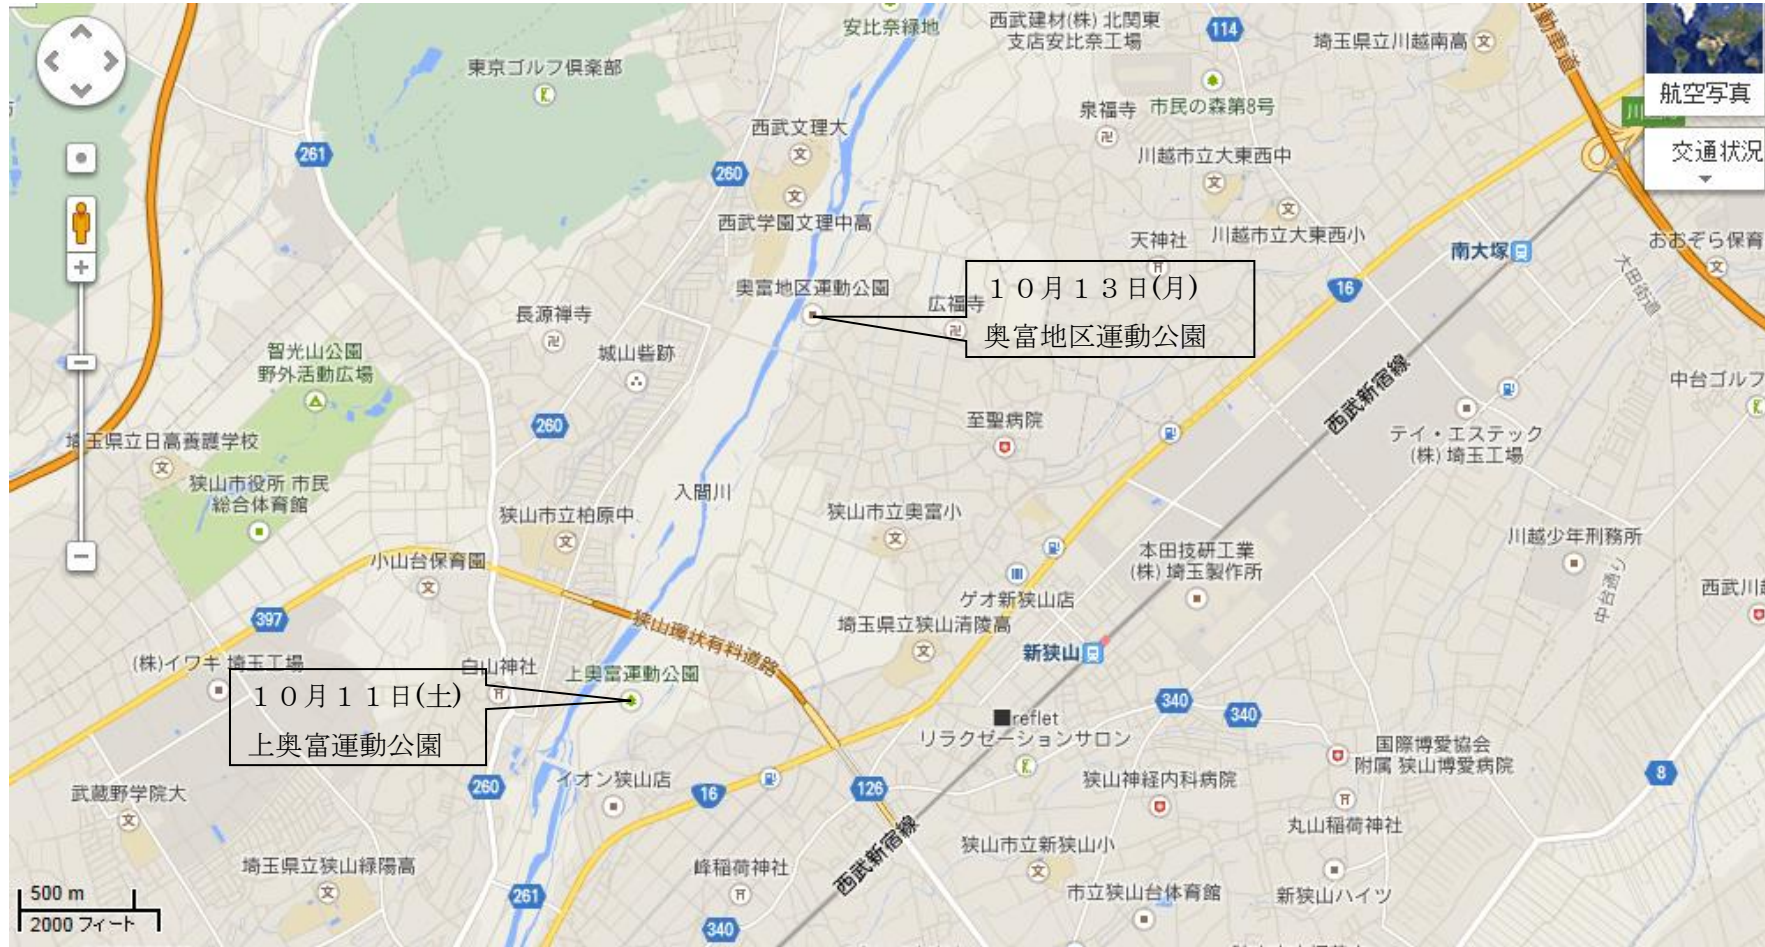 安比奈緑地
西武建材(株) 北関東
支店安比奈工場
114
埼玉県立川越南高
自動車道
航空写真
交通状況
東京ゴルフ倶楽部
261
西武文理大
260
西武学園文理中高
泉福寺
市民の森第8号
川越市立大東西中
川越市立大東西小
天神社
南大塚
おおぞら保育
大田街道
16
奥富地区運動公園
広福寺
10月13日(月)
奥富地区運動公園
長源禅寺
城山砦跡
智光山公園
野外活動広場
260
埼玉県立日高養護学校
狭山市役所 市民
総合体育館
西武新宿線
中台ゴルフ
至聖病院
テイ・エステック
(株) 埼玉工場
入間川
狭山市立柏原中
狭山市立奥富小
川越少年刑務所
小山台保育園
本田技研工業
(株) 埼玉製作所
中台通り
西武川越
ゲオ新狭山店
397
狭山環状有料道路
埼玉県立狭山清陵高
新狭山
(株)イワキ 埼玉工場
白山神社
上奥富運動公園
10月11日(土)
上奥富運動公園
340
340
reflet
リラクゼーションサロン
国際博愛協会
附属 狭山博愛病院
8
武蔵野学院大
260
イオン狭山店
16
126
狭山神経内科病院
丸山稲荷神社
西武新宿線
狭山市立新狭山小
埼玉県立狭山緑陽高
峰稲荷神社
261
市立狭山台体育館
新狭山ハイツ
340
500 m
2000 フィート